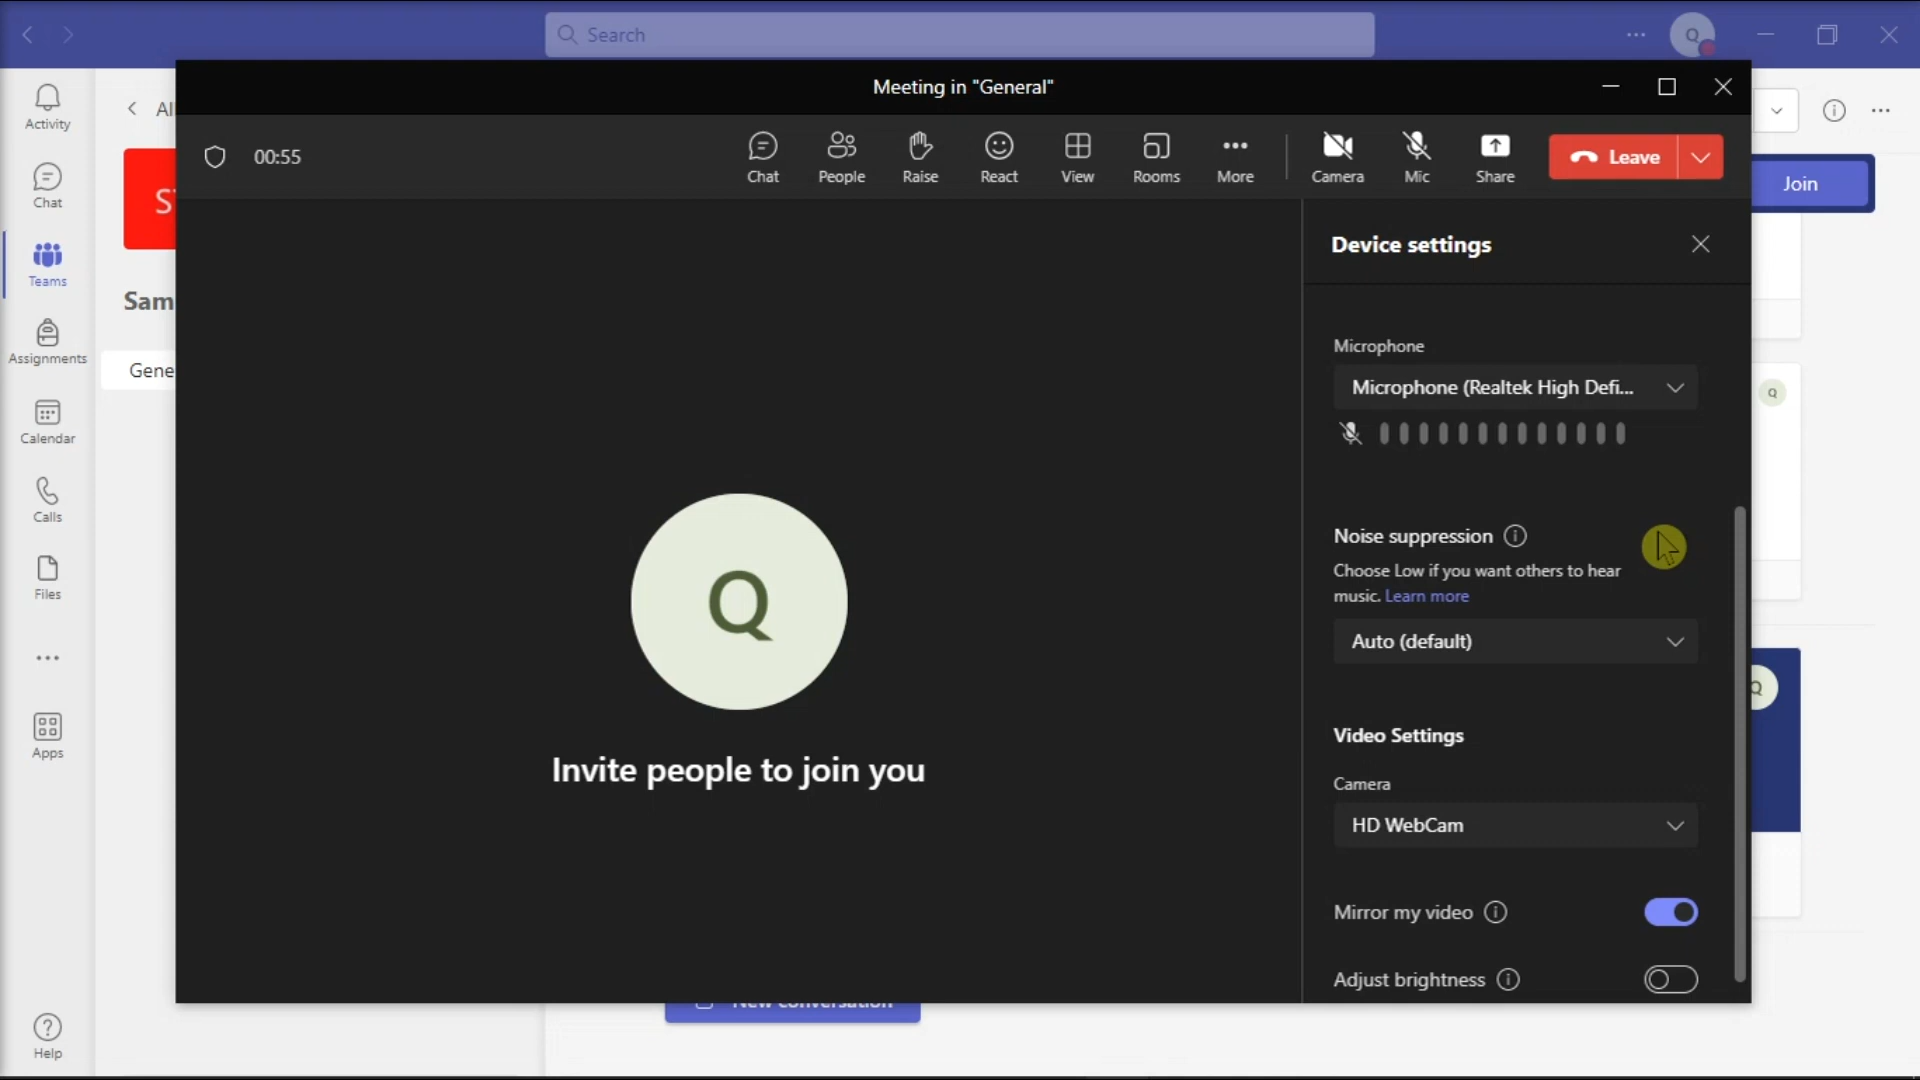 Search
Q
Activity
Chat
Teams
Assignments
Calendar
Calls
Files
Apps
Help
Gene
Meeting in "General"
00:55
Chat
People
Raise
React
View
Rooms
More
Camera
Mic
Share
Leave
Join
Device settings
Microphone
Microphone (Realtek High Defi...
Noise suppression
Choose Low if you want others to hear
music. Learn more
Auto (default)
Video Settings
Camera
HD WebCam
Mirror my video
Adjust brightness
Q
Invite people to join you
Q
Q
New conversation